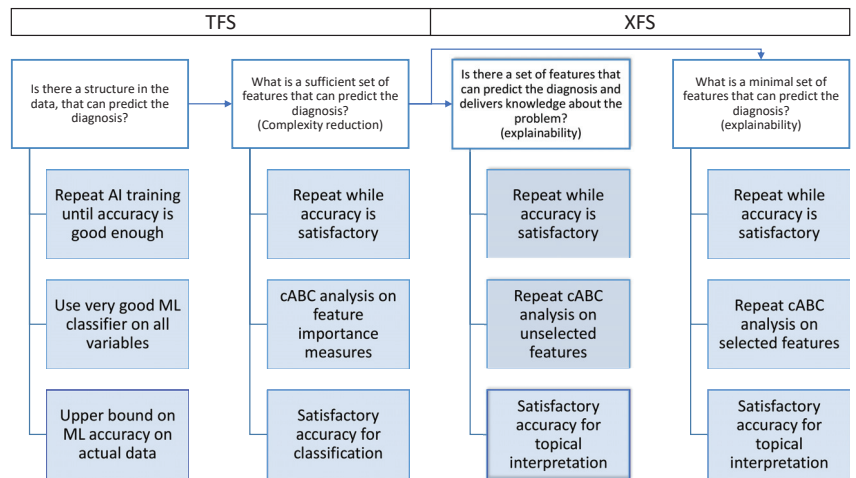 TFS
XFS
Is there a structure in the
data, that can predict the
diagnosis?
What is a sufficient set of
features that can predict the
diagnosis?
(Complexity reduction)
Is there a set of features that
can predict the diagnosis and
delivers knowledge about the
problem?
(explainability)
What is a minimal set of
features that can predict the
diagnosis?
(explainability)
Repeat AI training
until accuracy is
good enough
Repeat while
accuracy is
satisfactory
Repeat while
accuracy is
satisfactory
Repeat while
accuracy is
satisfactory
Use very good ML
classifier on all
variables
cABC analysis on
feature
importance
measures
Repeat cABC
analysis on
unselected
features
Repeat cABC
analysis on
selected features
Upper bound on
ML accuracy on
actual data
Satisfactory
accuracy for
classification
Satisfactory
accuracy for
topical
interpretation
Satisfactory
accuracy for
topical
interpretation